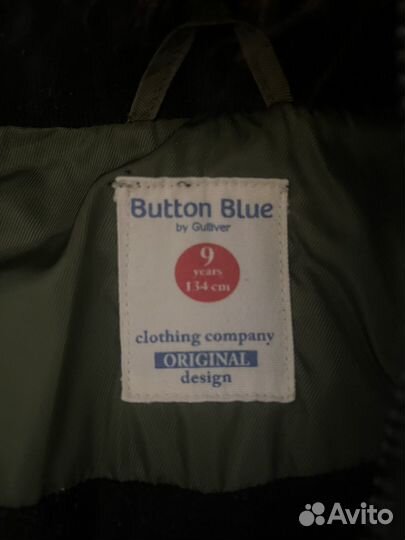 Button Blue
by Gulliver
9
years
134 cm
clothing company
ORIGINAL
design
Avito